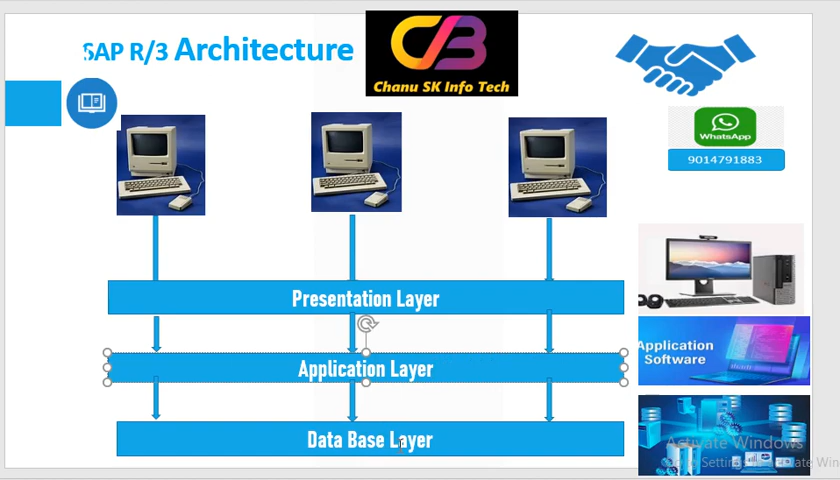 SAP R/3 Architecture
Chanu SK Info Tech
WhatsApp
9014791883
Presentation Layer
Application Layer
Data Base Layer
Application
Software
Activate Windows